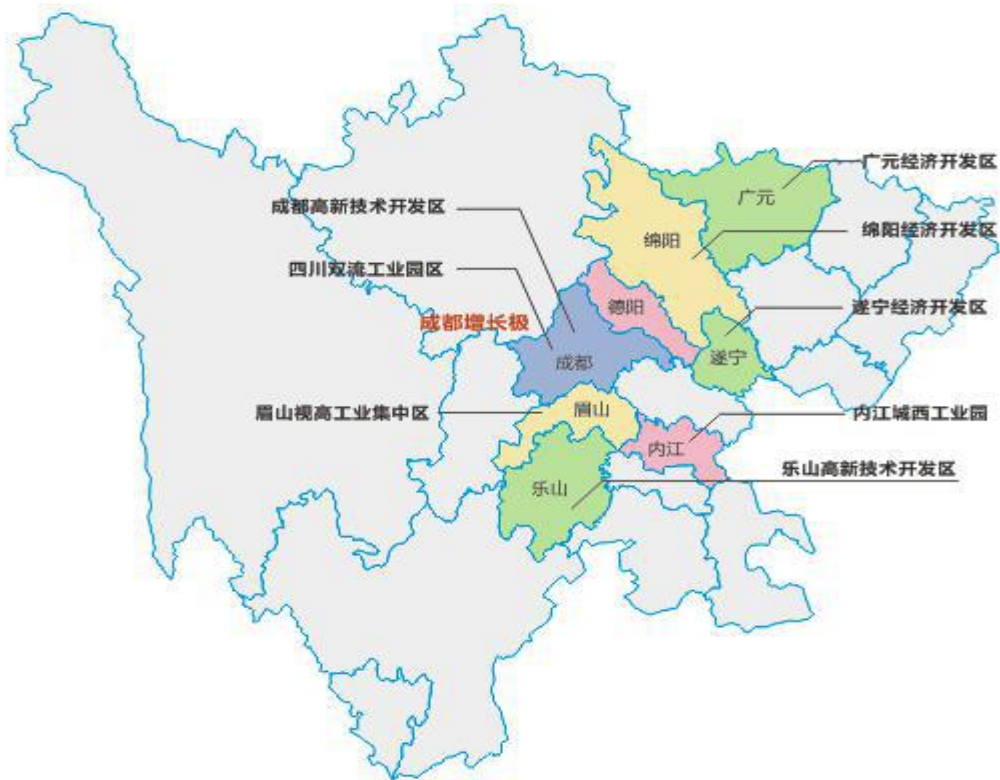 广元经济开发区
广元
成都高新技术开发区
绵阳
绵阳经济开发区
四川双流工业园区
德阳
遂宁经济开发区
成都增长极
成都
遂宁
眉山视高工业集中区
眉山
内江城西工业园
内江
乐山高新技术开发区
乐山